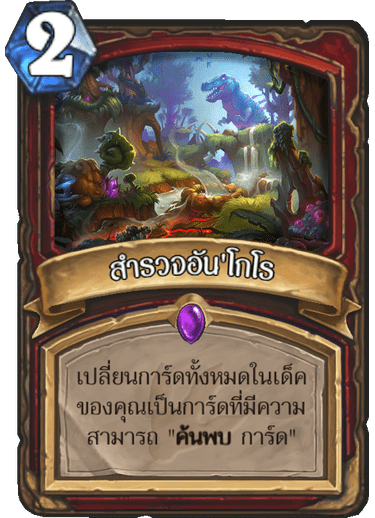 2
สำรวจอัน'โกโร
เปลี่ยนการ์ดทั้งหมดในเด็ค
ของคุณเป็นการ์ดที่มีความ
สามารถ "ค้นพบ การ์ด"